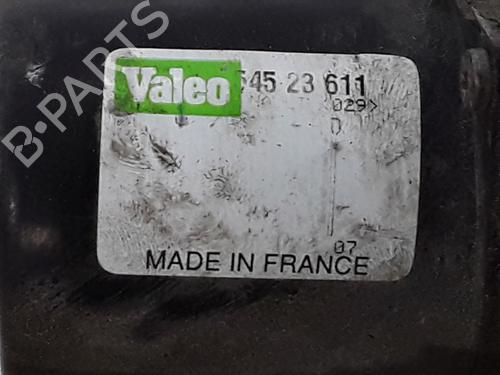 B-PARTS
Valeo 545 23 611
029>
D
07
MADE IN FRANCE